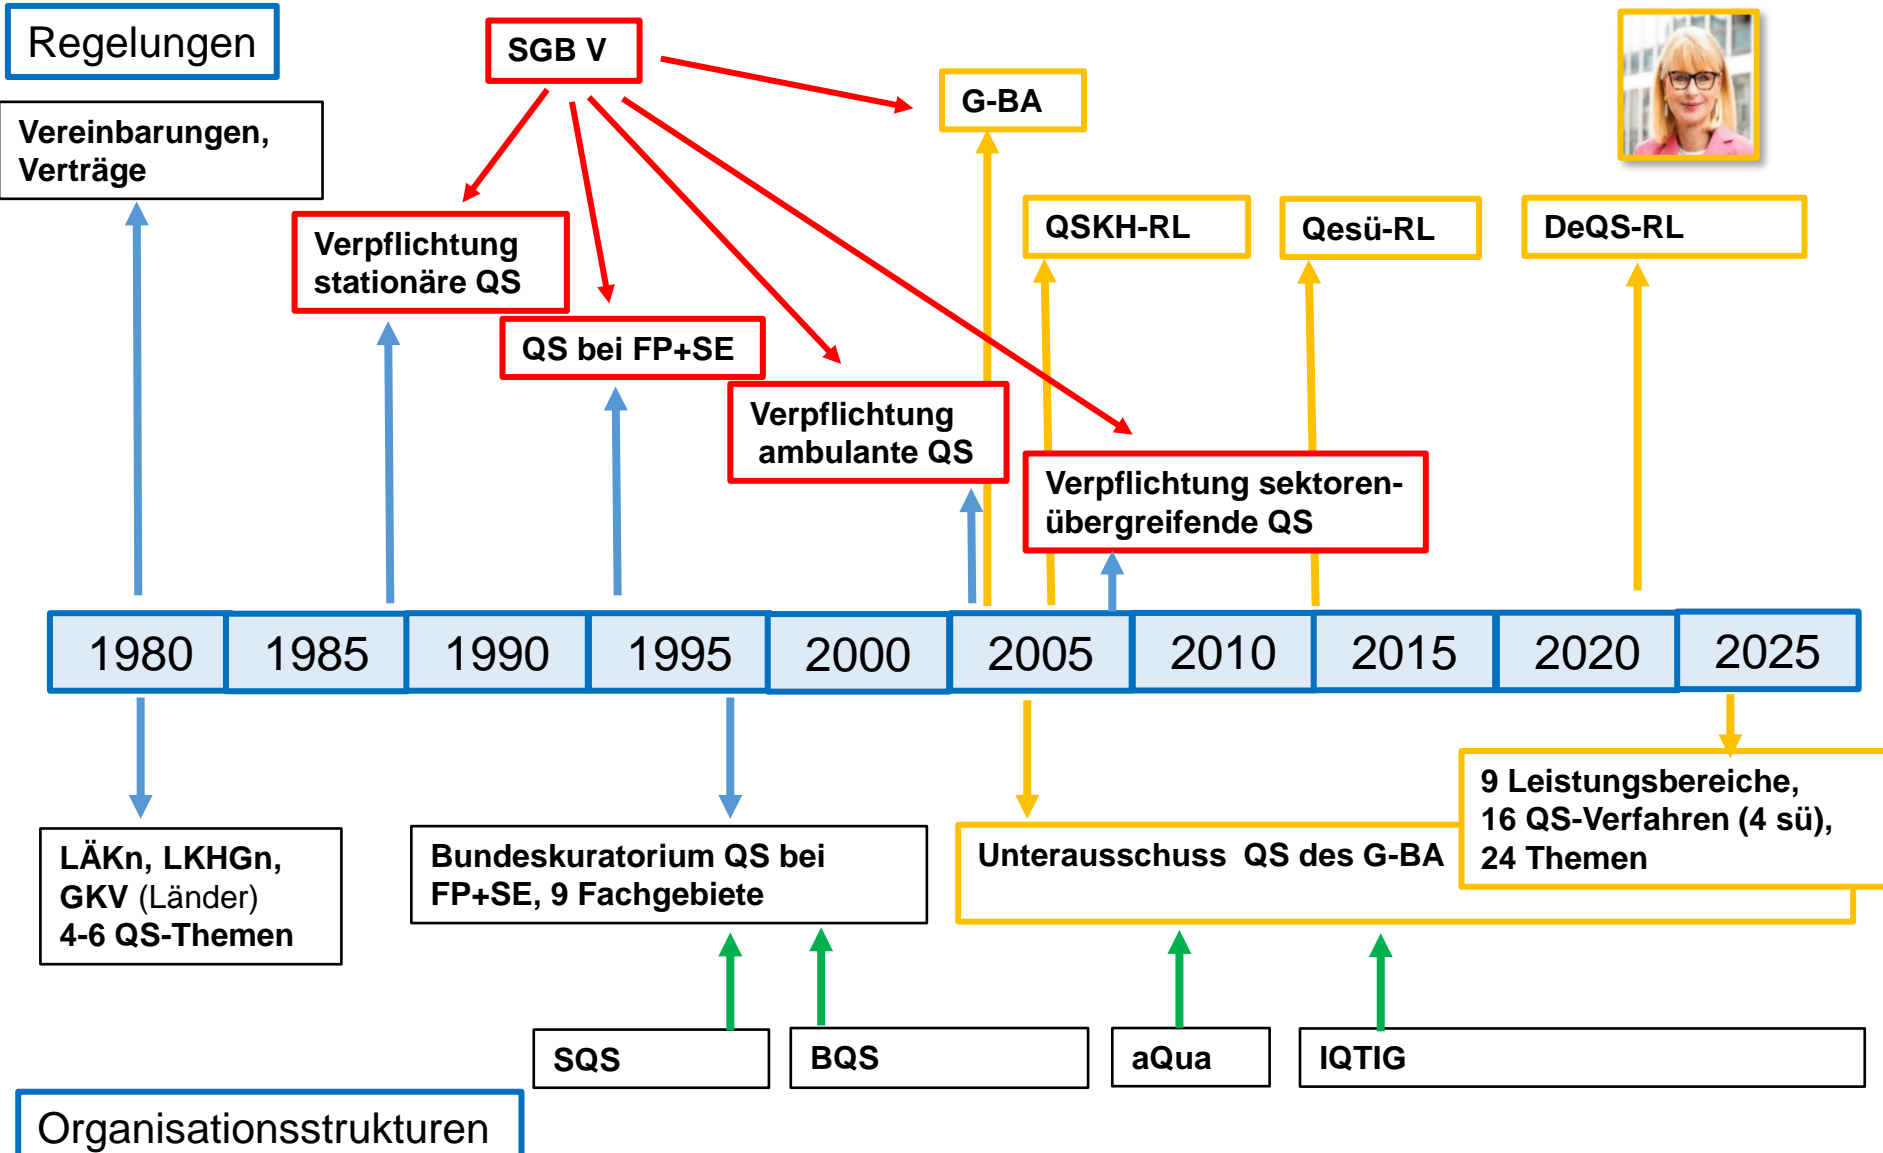 Regelungen
SGB V
G-BA
Vereinbarungen,
Verträge
Verpflichtung
stationäre QS
QSKH-RL
Qesü-RL
DeQS-RL
QS bei FP+SE
Verpflichtung
ambulante QS
Verpflichtung sektoren-
übergreifende QS
1980
1985
1990
1995
2000
2005
2010
2015
2020
2025
LÄKn, LKHGn,
GKV (Länder)
4-6 QS-Themen
Bundeskuratorium QS bei
FP+SE, 9 Fachgebiete
Unterausschuss QS des G-BA
9 Leistungsbereiche,
16 QS-Verfahren (4 sü),
24 Themen
SQS
BQS
aQua
IQTIG
Organisationsstrukturen